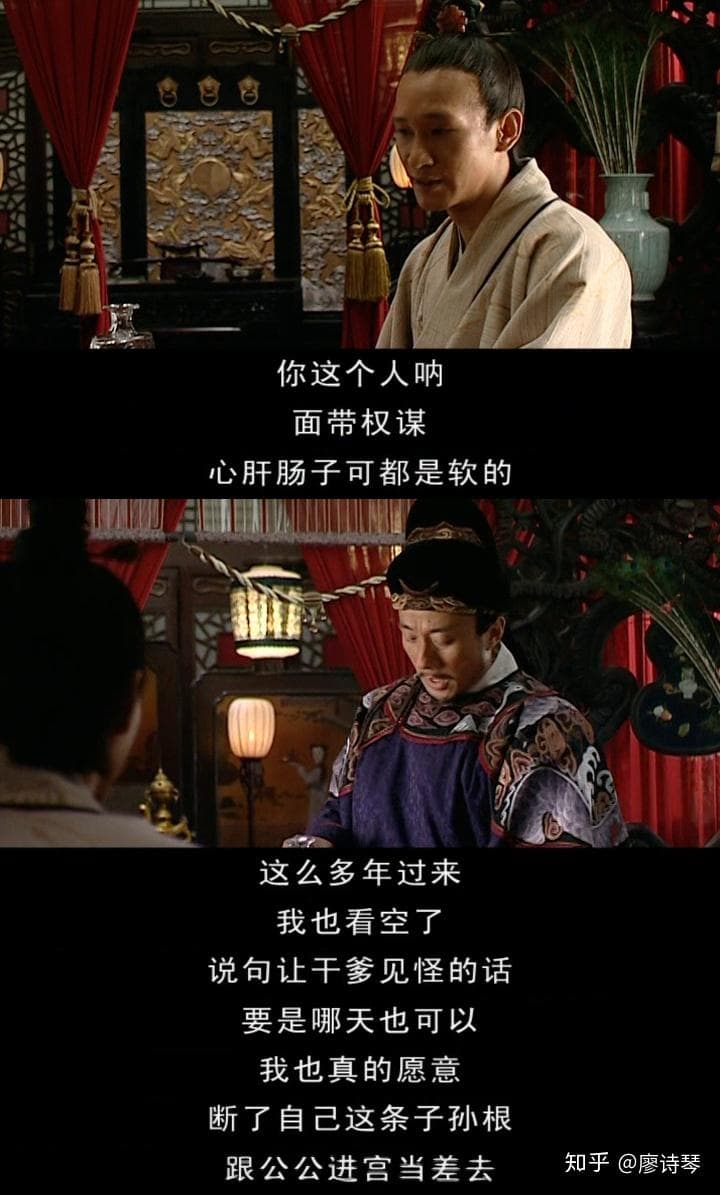 你这个人呐
面带权谋
心肝肠子可都是软的
这么多年过来
我也看空了
说句让干爹见怪的话
要是哪天也可以
我也真的愿意
断了自己这条子孙根
跟公公进宫当差去
知乎 @廖诗琴